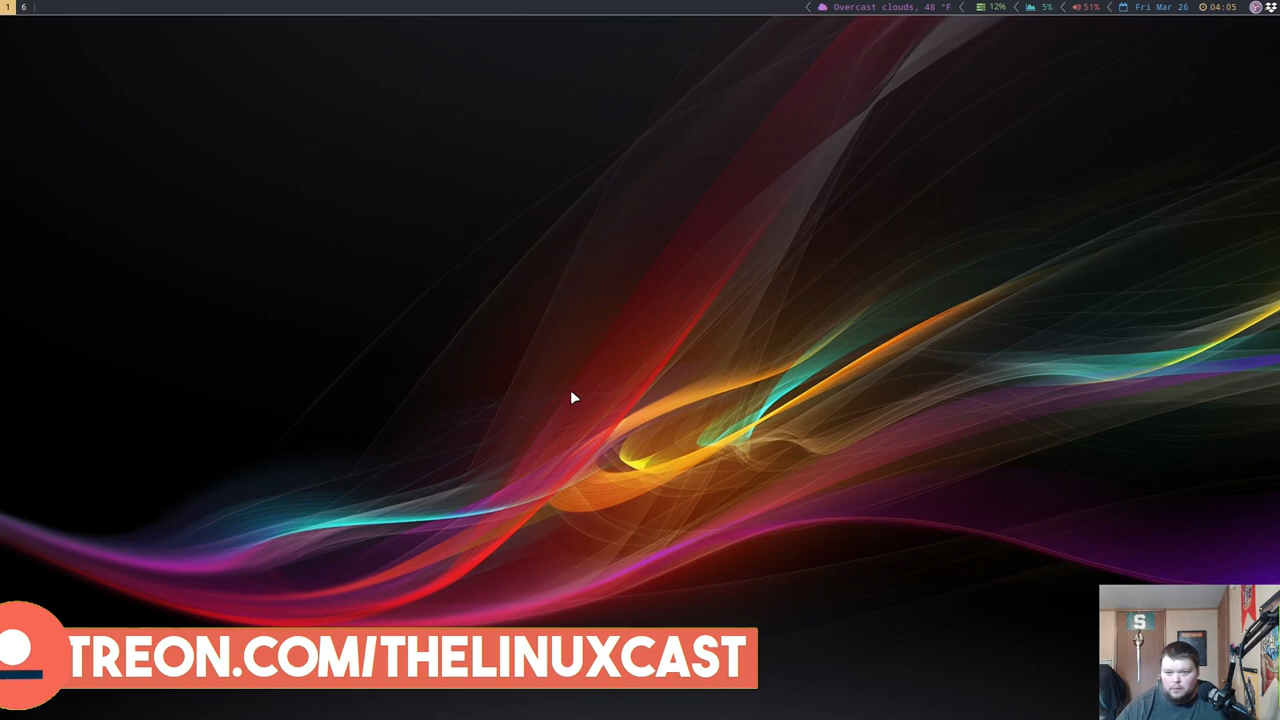 1 6 Overcast clouds, 48 °F 12% 5% 51% Fri Mar 26 04:05
TREON.COM/THELINUXCAST
S